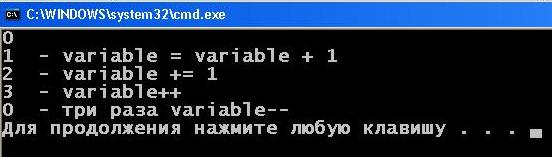 C:\WINDOWS\system32\cmd.exe
0
1 - variable = variable + 1
2 - variable += 1
3 - variable++
0 - три раза variable--
Для продолжения нажмите любую клавишу . . .